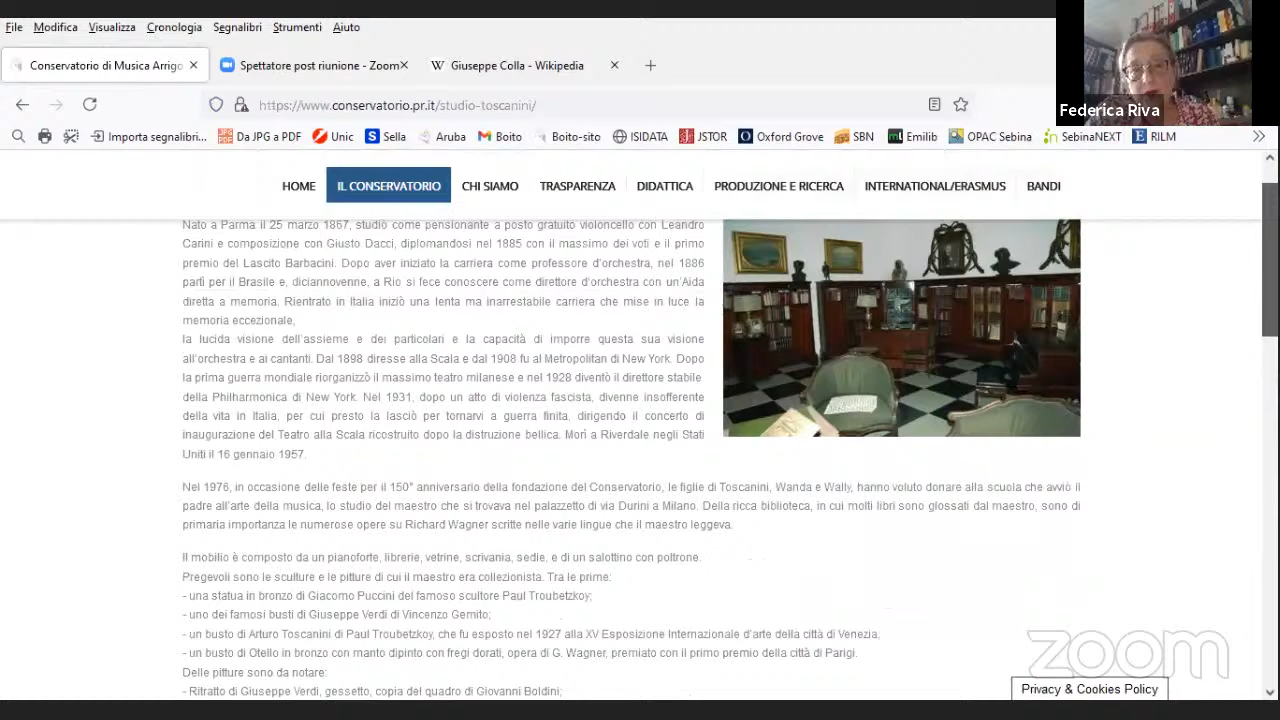 File Modifica Visualizza Cronologia Segnalibri Strumenti Aiuto
Conservatorio di Musica Arrigo
Spettatore post riunione - Zoom
W Giuseppe Colla - Wikipedia
Federica Riva
https://www.conservatorio.pr.it/studio-toscanini/
Importa segnalibri... Da JPG a PDF Unic Sella Aruba Boito Boito-sito ISIDATA JSTOR Oxford Grove SBN Emilib OPAC Sebina SebinaNEXT RILM
HOME IL CONSERVATORIO CHI SIAMO TRASPARENZA DIDATTICA PRODUZIONE E RICERCA INTERNATIONAL/ERASMUS BANDI
Nato a Parma il 25 marzo 1867, studiò come pensionante a posto gratuito violoncello con Leandro
Carini e composizione con Giusto Dacci, diplomandosi nel 1885 con il massimo dei voti e il primo
premio del Lascito Barbacini. Dopo aver iniziato la carriera come professore d'orchestra, nel 1886
partì per il Brasile e, diciannovenne, a Rio si fece conoscere come direttore d'orchestra con un'Aida
diretta a memoria. Rientrato in Italia iniziò una lenta ma inarrestabile carriera che mise in luce la
memoria eccezionale,
la lucida visione dell'assieme e dei particolari e la capacità di imporre questa sua visione
all'orchestra e ai cantanti. Dal 1898 diresse alla Scala e dal 1908 fu al Metropolitan di New York. Dopo
la prima guerra mondiale riorganizzò il massimo teatro milanese e nel 1928 diventò il direttore stabile
della Philharmonica di New York. Nel 1931, dopo un atto di violenza fascista, divenne insofferente
della vita in Italia, per cui presto la lasciò per tornarvi a guerra finita, dirigendo il concerto di
inaugurazione del Teatro alla Scala ricostruito dopo la distruzione bellica. Morì a Riverdale negli Stati
Uniti il 16 gennaio 1957.
Nel 1976, in occasione delle feste per il 150° anniversario della fondazione del Conservatorio, le figlie di Toscanini, Wanda e Wally, hanno voluto donare alla scuola che avviò il
padre all'arte della musica, lo studio del maestro che si trovava nel palazzetto di via Durini a Milano. Della ricca biblioteca, in cui molti libri sono glossati dal maestro, sono di
primaria importanza le numerose opere su Richard Wagner scritte nelle varie lingue che il maestro leggeva.
Il mobilio è composto da un pianoforte, librerie, vetrine, scrivania, sedie, e di un salottino con poltrone.
Pregevoli sono le sculture e le pitture di cui il maestro era collezionista. Tra le prime:
- una statua in bronzo di Giacomo Puccini del famoso scultore Paul Troubetzkoy;
- uno dei famosi busti di Giuseppe Verdi di Vincenzo Gemito;
- un busto di Arturo Toscanini di Paul Troubetzkoy, che fu esposto nel 1927 alla XV Esposizione Internazionale d'arte della città di Venezia;
- un busto di Otello in bronzo con manto dipinto con fregi dorati, opera di G. Wagner, premiato con il primo premio della città di Parigi.
Delle pitture sono da notare:
- Ritratto di Giuseppe Verdi, gessetto, copia del quadro di Giovanni Boldini;
zoom
Privacy & Cookies Policy